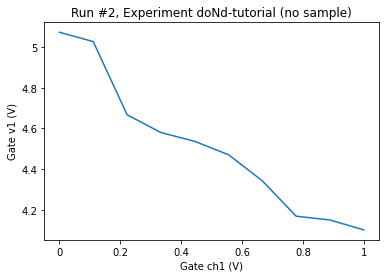 Run #2, Experiment doNd-tutorial (no sample)
Gate v1 (V)
5
4.8
4.6
4.4
4.2
0 0.2 0.4 0.6 0.8 1
Gate ch1 (V)